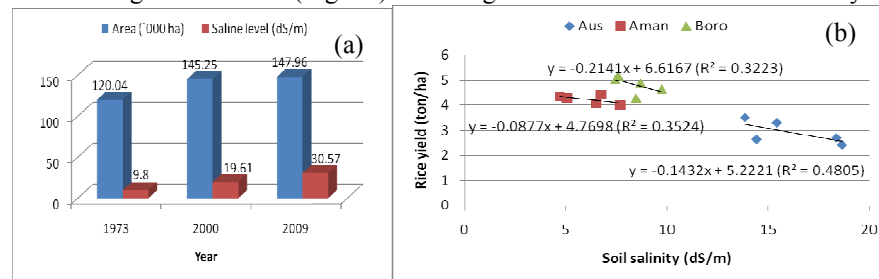 Area (`000 ha) Saline level (dS/m)
(a)
120.04
145.25
147.96
150
100
50
0
9.8
19.61
30.57
1973 2000 2009
Year
Aus Aman Boro
(b)
Rice yield (ton/ha)
6
5
4
3
2
1
0
y = -0.2141x + 6.6167 (R² = 0.3223)
y = -0.0877x + 4.7698 (R² = 0.3524)
y = -0.1432x + 5.2221 (R² = 0.4805)
0 5 10 15 20
Soil salinity (dS/m)